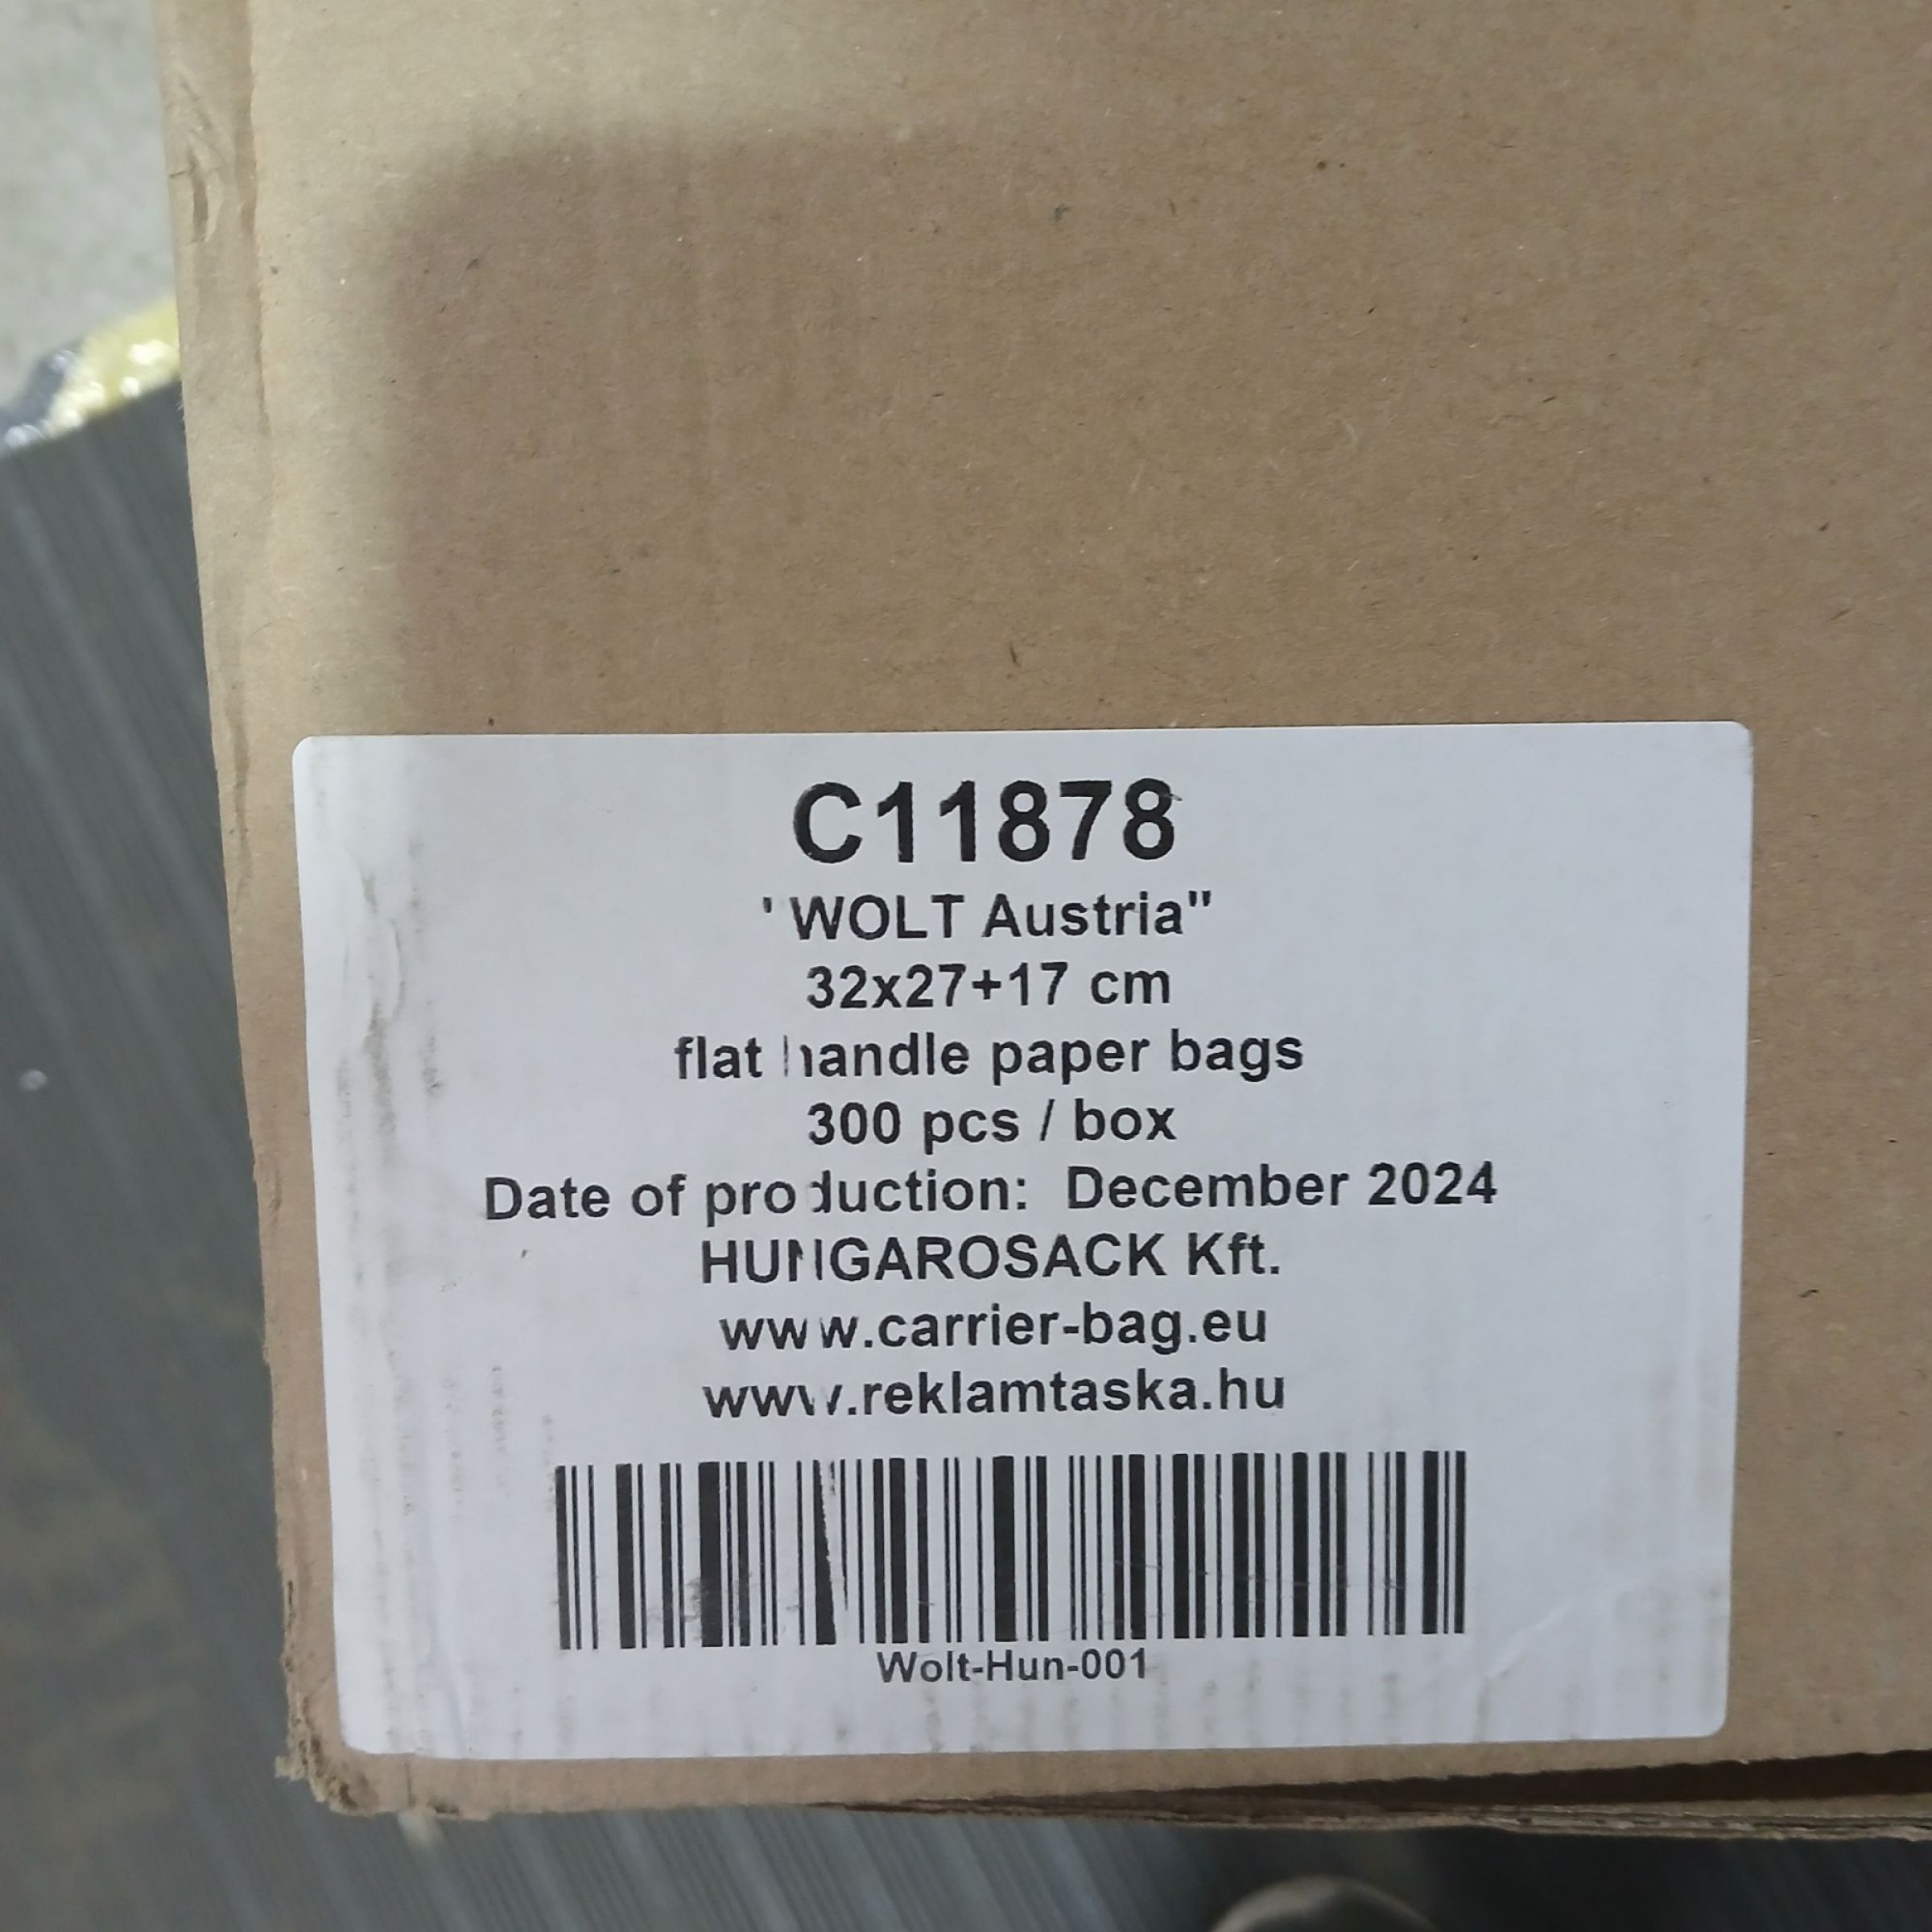 C11878
"WOLT Austria"
32x27+17 cm
flat handle paper bags
300 pcs / box
Date of production: December 2024
HUNGAROSACK Kft.
www.carrier-bag.eu
www.reklamtaska.hu
Wolt-Hun-001